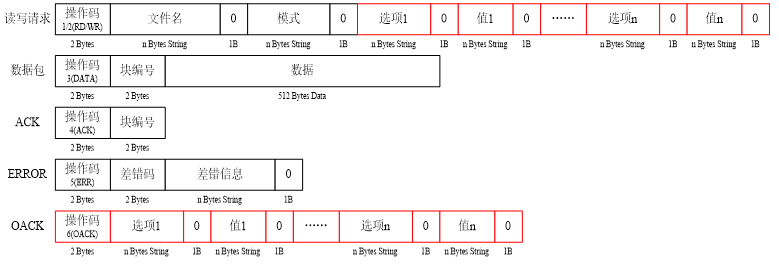 读写请求 操作码 文件名 0 模式 0 选项1 0 值1 0 …… 选项n 0 值n 0
1/2(RD/WR)
2 Bytes n Bytes String 1B n Bytes String 1B n Bytes String 1B n Bytes String 1B n Bytes String 1B n Bytes String 1B
数据包 操作码 块编号 数据
3(DATA)
2 Bytes 2 Bytes 512 Bytes Data
ACK 操作码 块编号
4(ACK)
2 Bytes 2 Bytes
ERROR 操作码 差错码 差错信息 0
5(ERR)
2 Bytes 2 Bytes n Bytes String 1B
OACK 操作码 选项1 0 值1 0 …… 选项n 0 值n 0
6(OACK)
2 Bytes n Bytes String 1B n Bytes String 1B n Bytes String 1B n Bytes String 1B